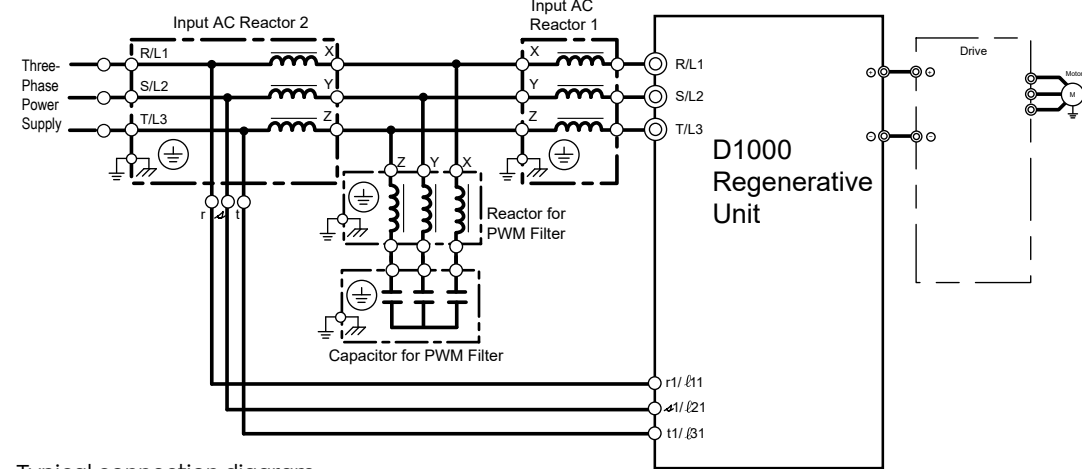 Input AC Reactor 2
Input AC
Reactor 1
Three-
Phase
Power
Supply
R/L1
S/L2
T/L3
X
Y
Z
X
Y
Z
R/L1
S/L2
T/L3
D1000
Regenerative
Unit
Drive
Motor
M
+
+
−
−
r
s
t
Z
Y
X
Reactor for
PWM Filter
Capacitor for PWM Filter
r1/ℓ11
s1/ℓ21
t1/ℓ31
Typical connection diagram